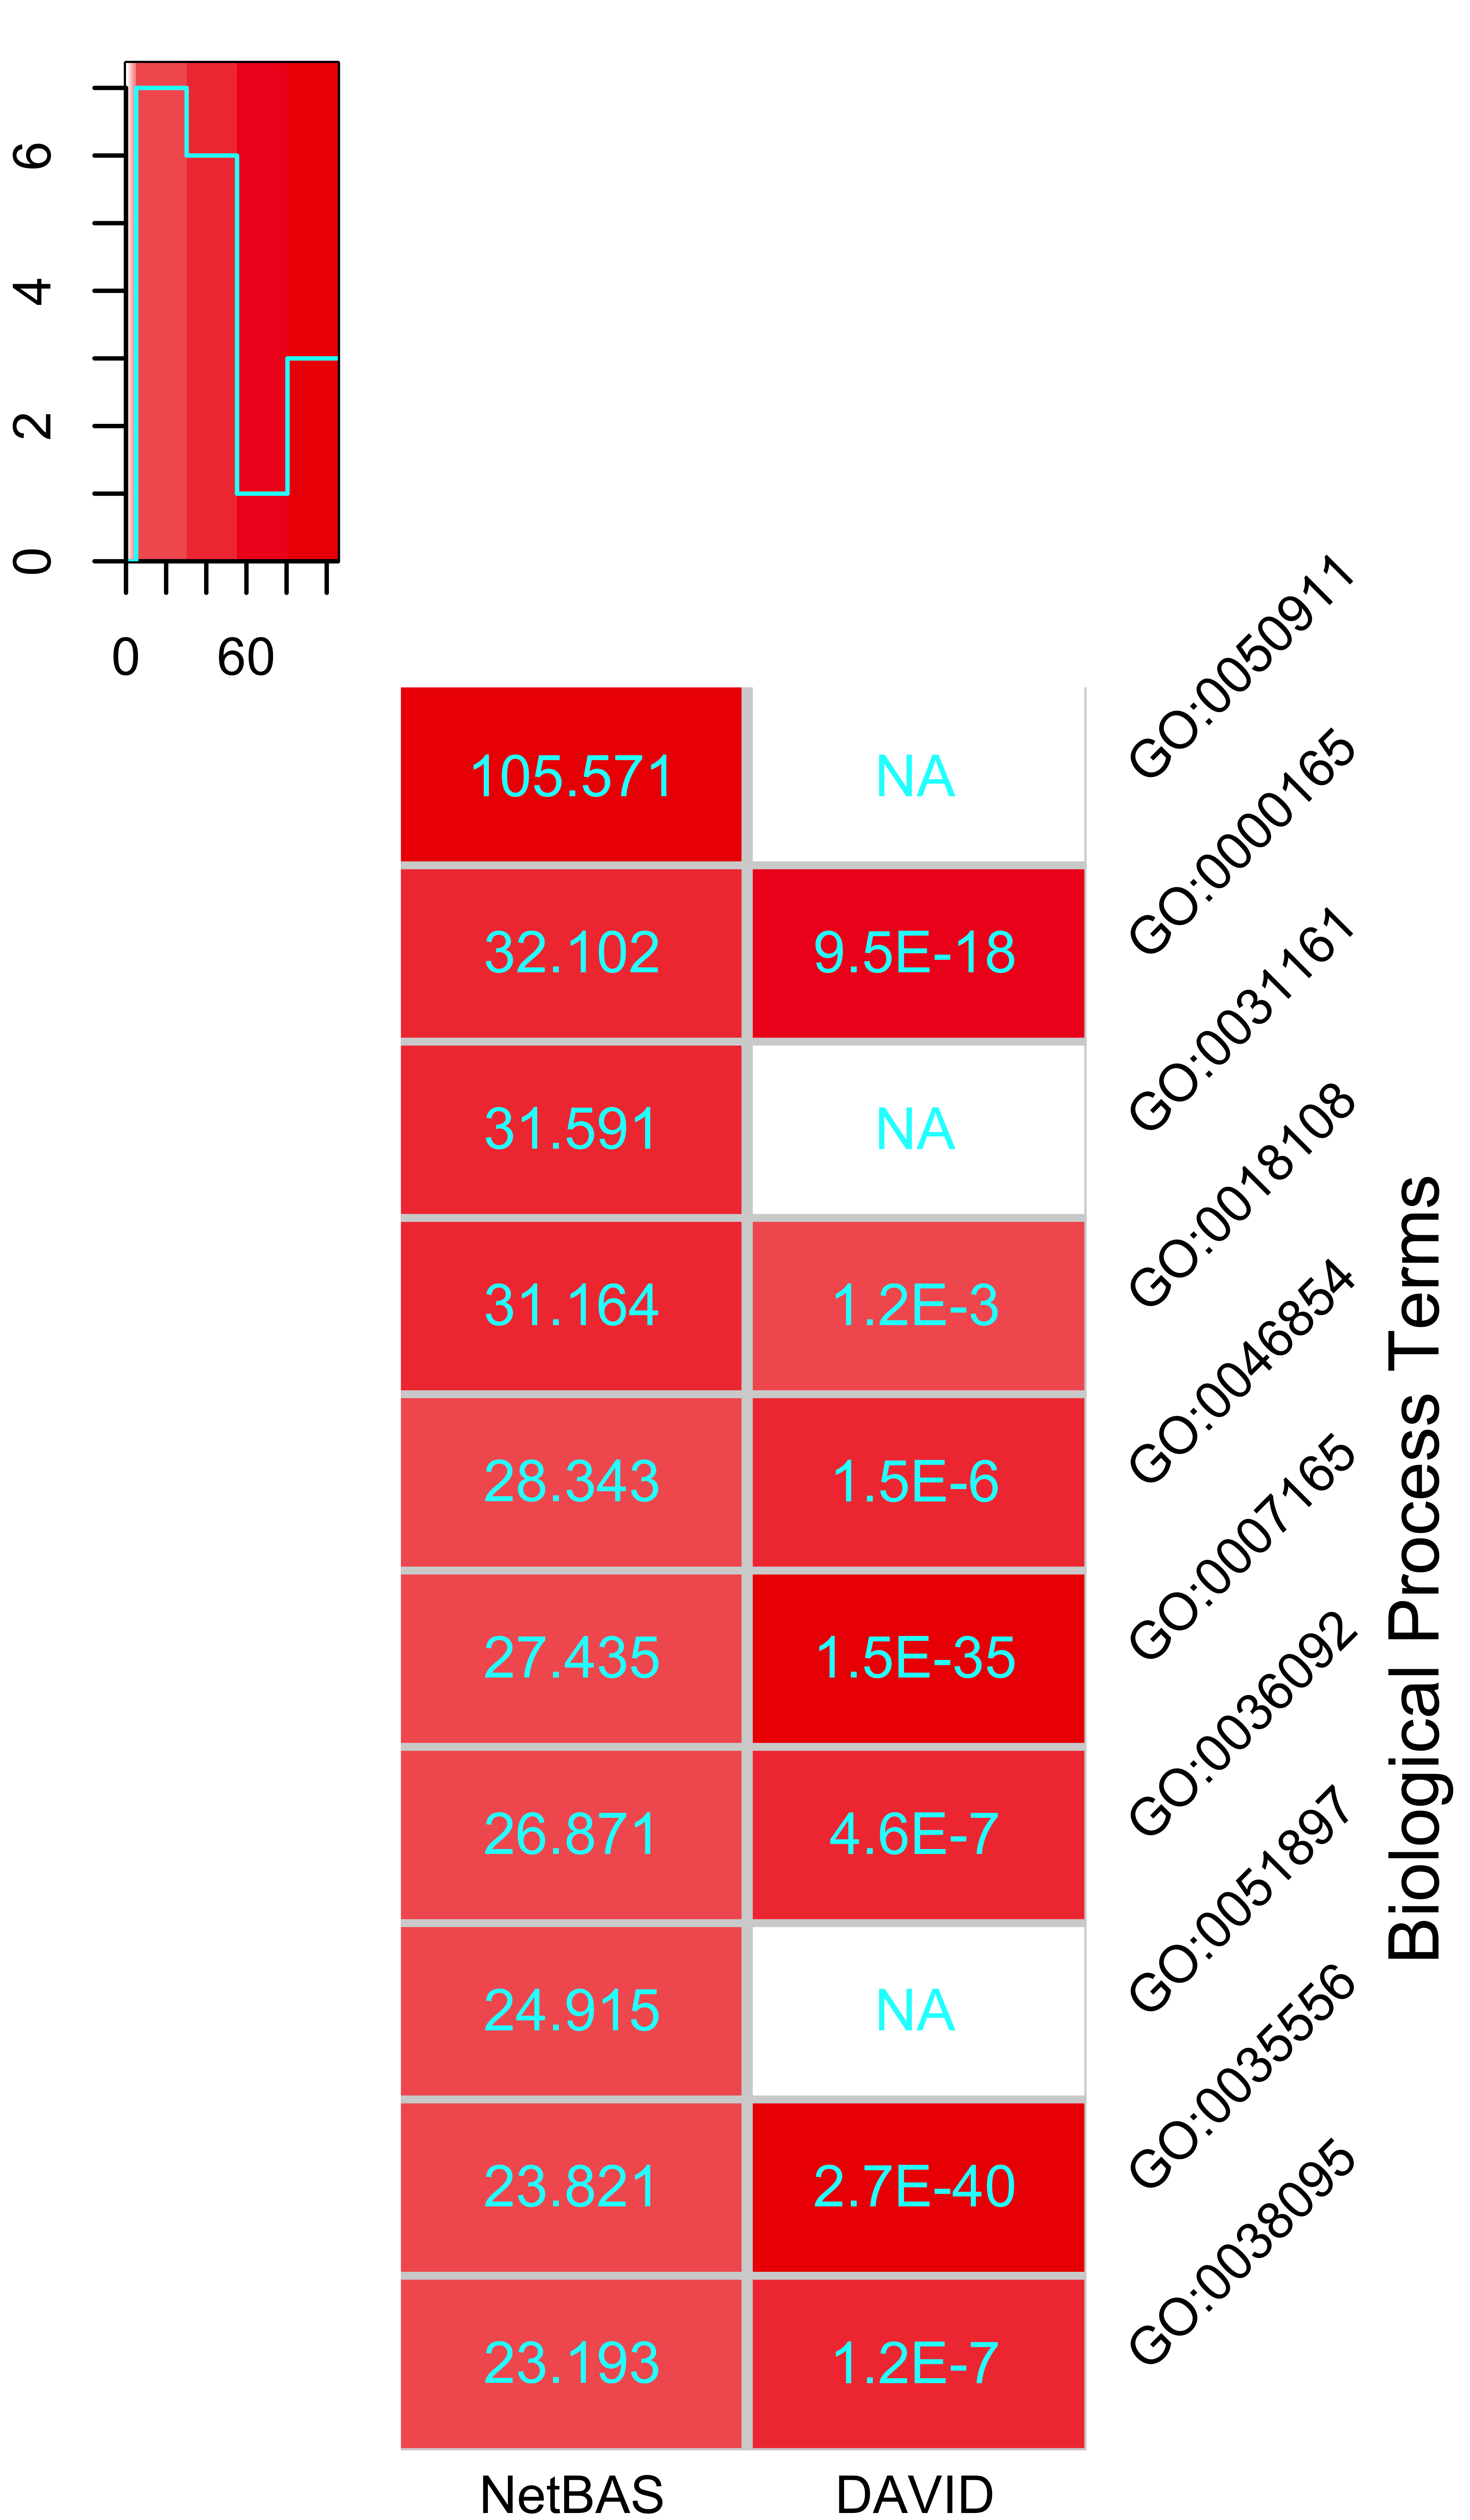 6
4
2
0
0 60
105.571 NA GO:0050911
32.102 9.5E-18 GO:0000165
31.591 NA GO:0031161
31.164 1.2E-3 GO:00181008
28.343 1.5E-6 GO:0046854
27.435 1.5E-35 GO:0007165
26.871 4.6E-7 GO:0036092
24.915 NA GO:0051897
23.821 2.7E-40 GO:0035556
23.193 1.2E-7 GO:0038095
NetBAS DAVID
Biological Process Terms